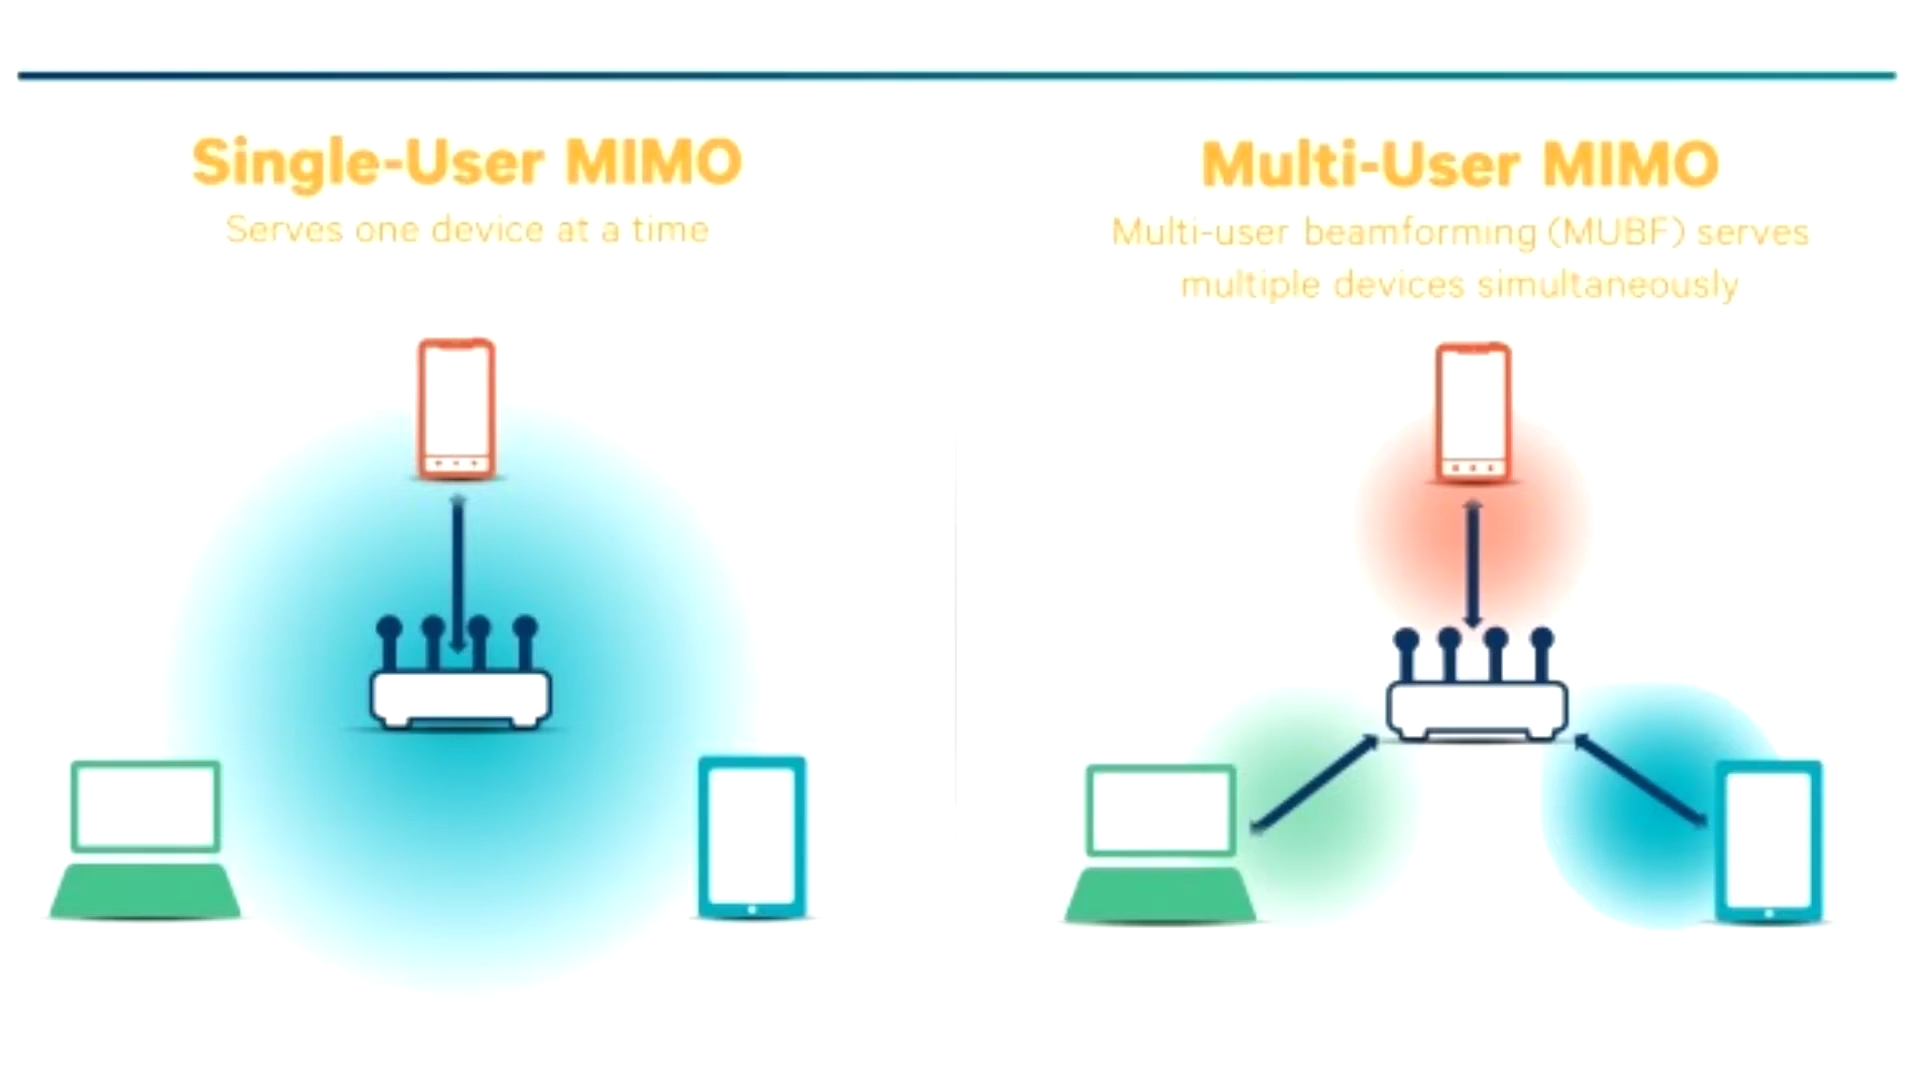 Single-User MIMO
Serves one device at a time
Multi-User MIMO
Multi-user beamforming (MUBF) serves
multiple devices simultaneously